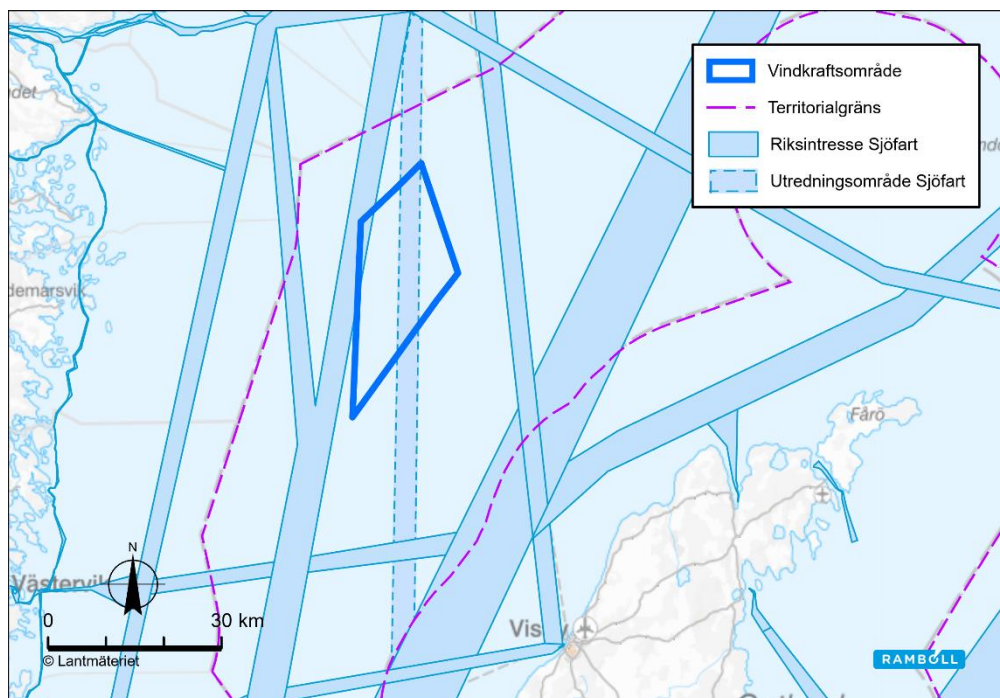 Vindkraftsområde
Territorialgräns
Riksintresse Sjöfart
Utredningsområde Sjöfart
demarsvik
Fårö
N
Västervik
0 30 km
© Lantmäteriet
Visby
RAMBOLL